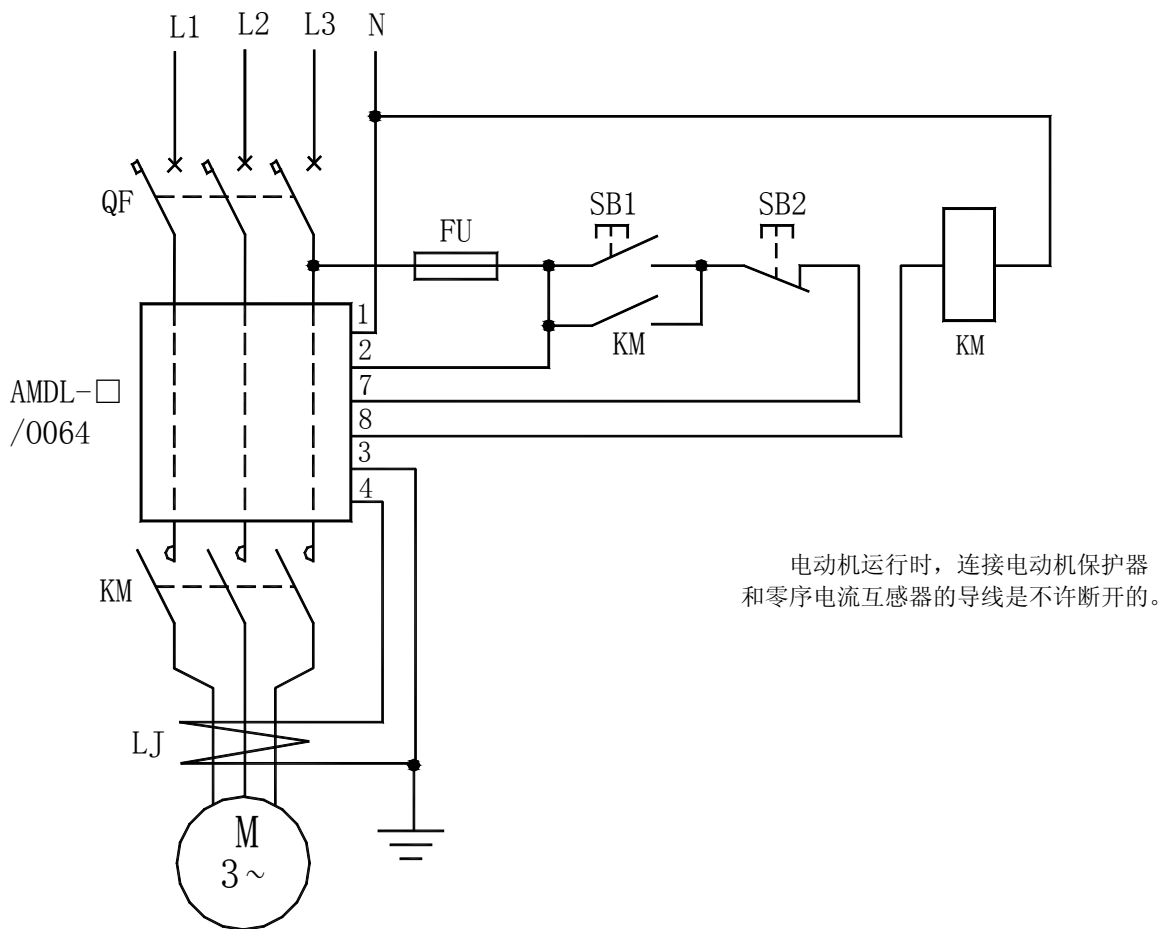 L1 L2 L3 N
QF
FU
SB1
SB2
KM
KM
1
2
7
8
3
4
AMDL-□
/0064
KM
电动机运行时，连接电动机保护器
和零序电流互感器的导线是不许断开的。
LJ
M
3~